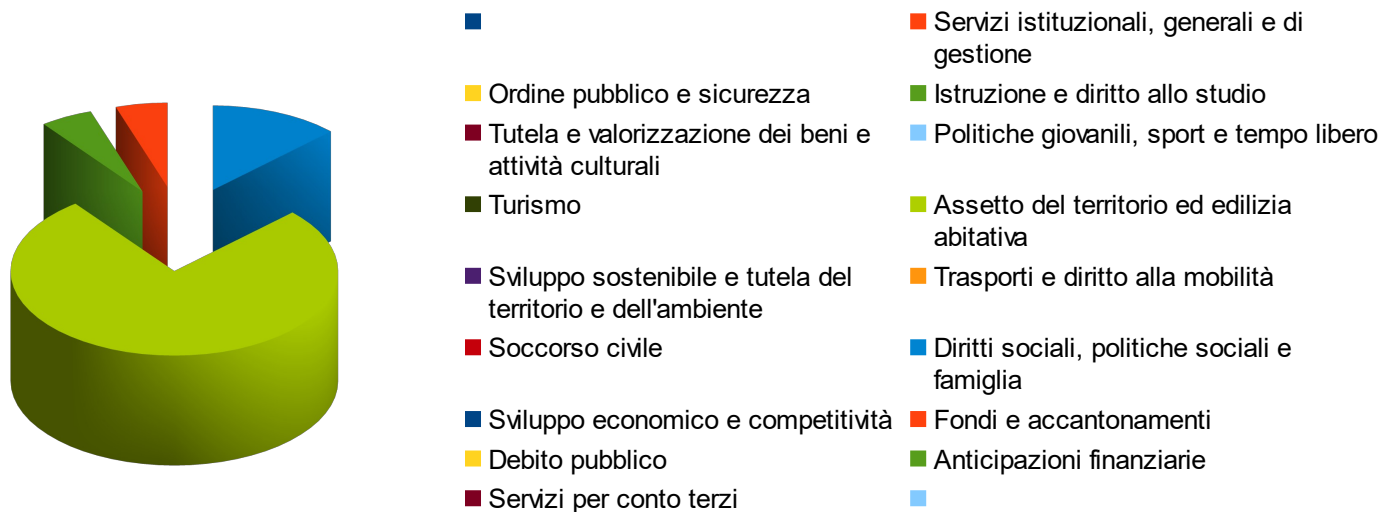 Servizi istituzionali, generali e di
gestione
Ordine pubblico e sicurezza
Istruzione e diritto allo studio
Tutela e valorizzazione dei beni e
attività culturali
Politiche giovanili, sport e tempo libero
Turismo
Assetto del territorio ed edilizia
abitativa
Sviluppo sostenibile e tutela del
territorio e dell'ambiente
Trasporti e diritto alla mobilità
Soccorso civile
Diritti sociali, politiche sociali e
famiglia
Sviluppo economico e competitività
Fondi e accantonamenti
Debito pubblico
Anticipazioni finanziarie
Servizi per conto terzi